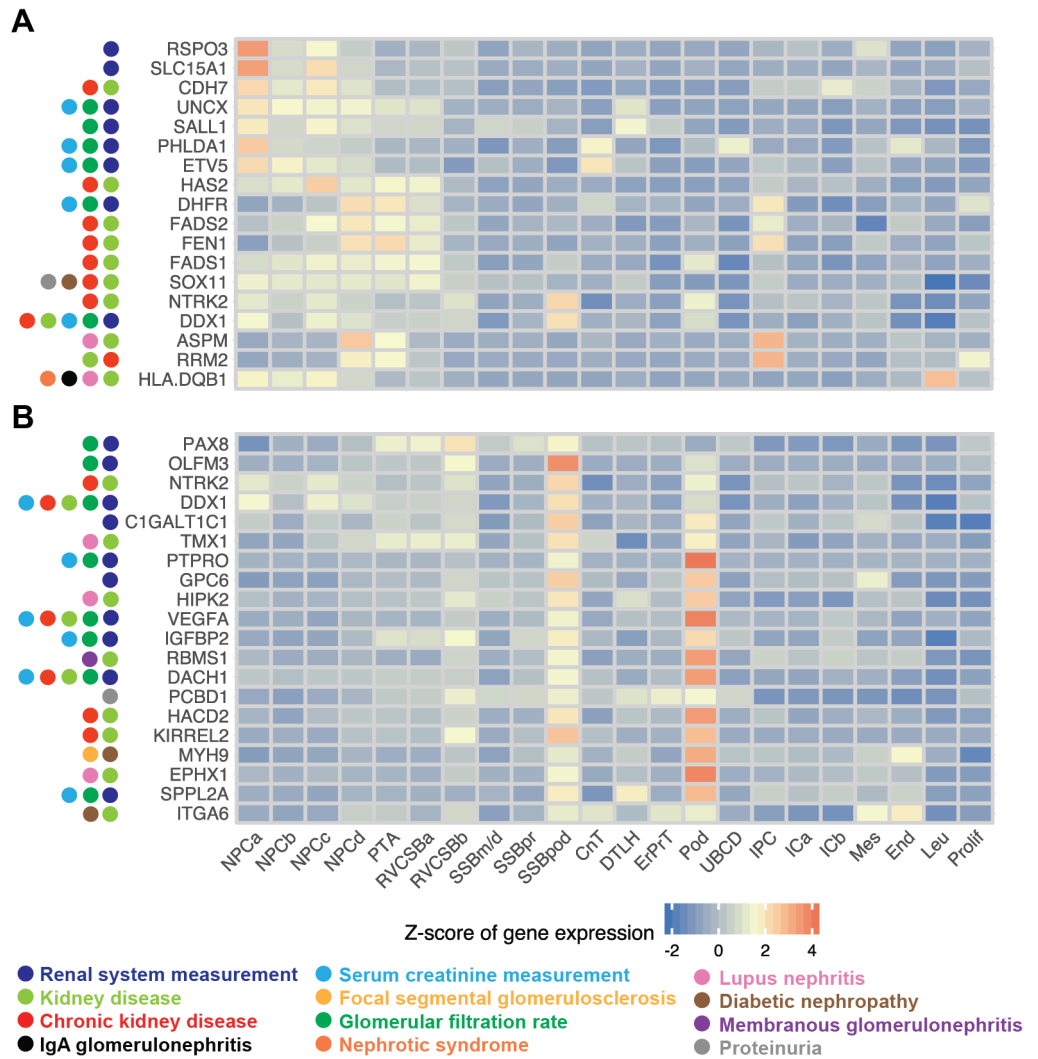 A
RSPO3
SLC15A1
CDH7
UNCX
SALL1
PHLDA1
ETV5
HAS2
DHFR
FADS2
FEN1
FADS1
SOX11
NTRK2
DDX1
ASPM
RRM2
HLA.DQB1
B
PAX8
OLFM3
NTRK2
DDX1
C1GALT1C1
TMX1
PTPRO
GPC6
HIPK2
VEGFA
IGFBP2
RBMS1
DACH1
PCBD1
HACD2
KIRREL2
MYH9
EPHX1
SPPL2A
ITGA6
NPCa
NPCb
NPCc
NPCd
PTA
RVCSBa
RVCSBb
SSBm/d
SSBpr
SSBpod
CnT
DTLH
ErPrT
Pod
UBCD
IPC
ICa
ICb
Mes
End
Leu
Prolif
Z-score of gene expression
-2 0 2 4
Renal system measurement
Kidney disease
Chronic kidney disease
IgA glomerulonephritis
Serum creatinine measurement
Focal segmental glomerulosclerosis
Glomerular filtration rate
Nephrotic syndrome
Lupus nephritis
Diabetic nephropathy
Membranous glomerulonephritis
Proteinuria